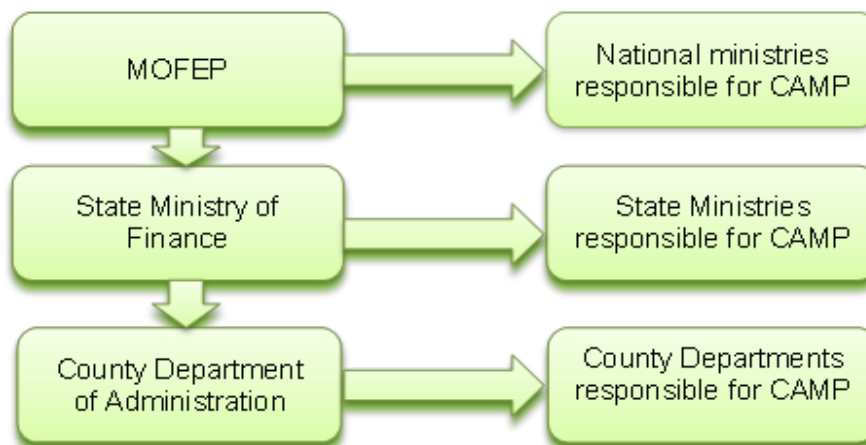 MOFEP
National ministries
responsible for CAMP
State Ministry of
Finance
State Ministries
responsible for CAMP
County Department
of Administration
County Departments
responsible for CAMP